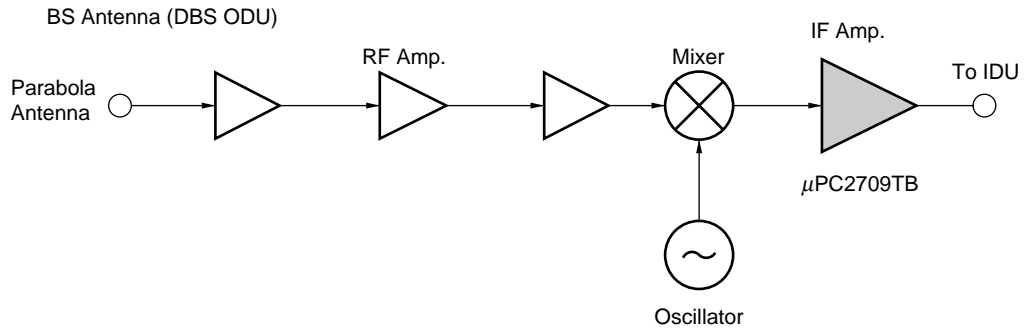 BS Antenna (DBS ODU)
IF Amp.
RF Amp.
Mixer
To IDU
Parabola
Antenna
µPC2709TB
Oscillator